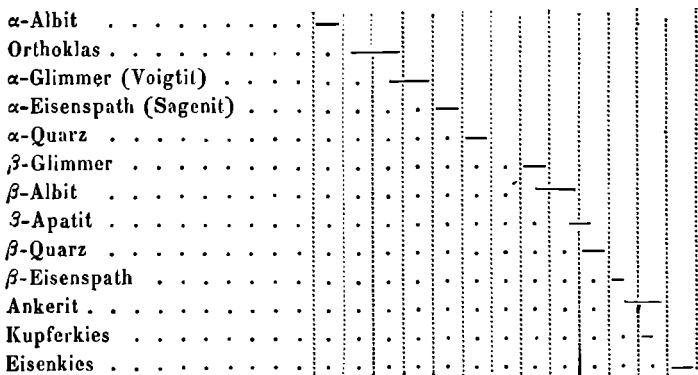 α-Albit
Orthoklas
α-Glimmer (Voigtit)
α-Eisenspath (Sagenit)
α-Quarz
β-Glimmer
β-Albit
β-Apatit
β-Quarz
β-Eisenspath
Ankerit
Kupferkies
Eisenkies